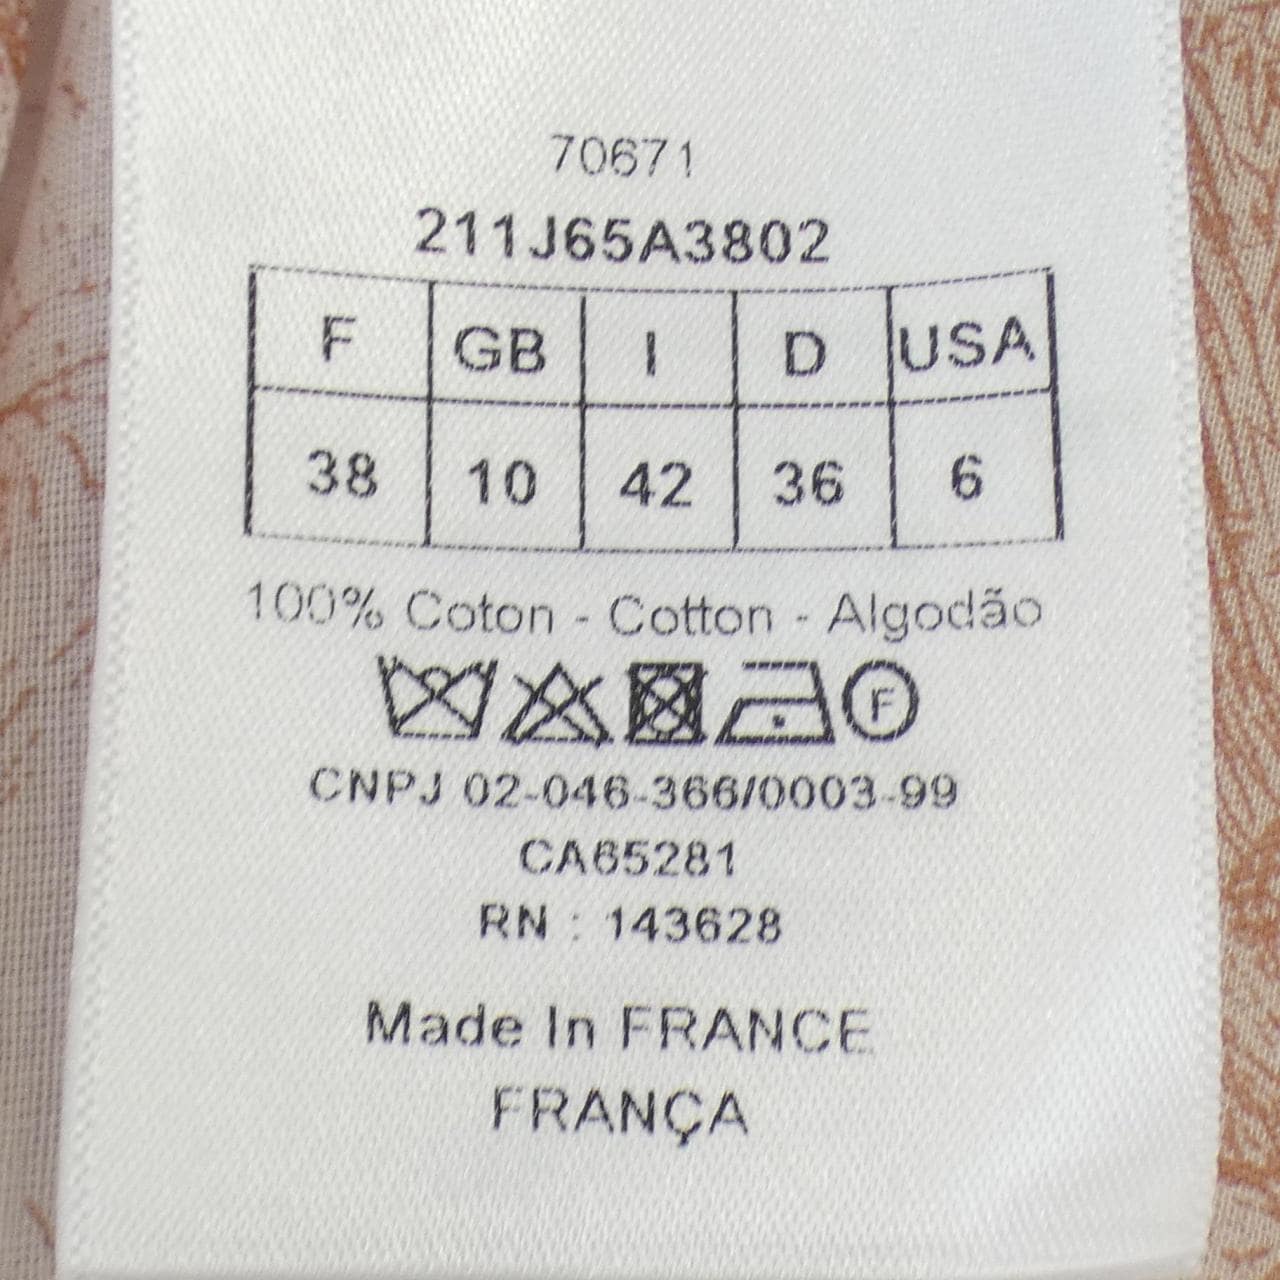 70671
211J65A3802
F GB I D USA
38 10 42 36 6
100% Coton - Cotton - Algodão
F
CNPJ 02-046-366/0003-99
CA65281
RN : 143628
Made In FRANCE
FRANÇA